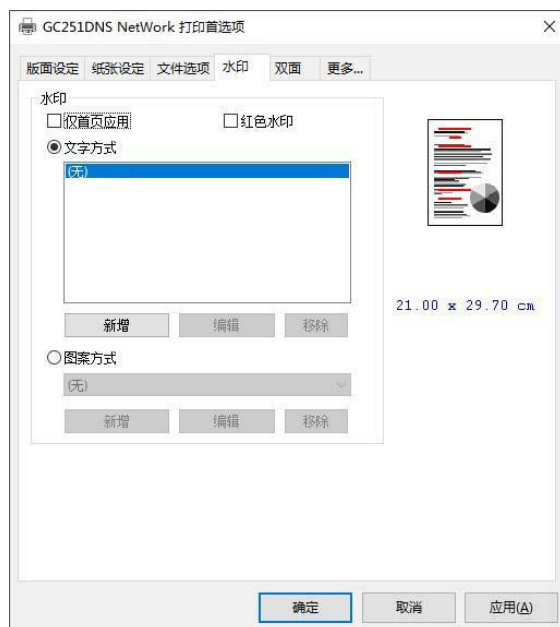 GC251DNS NetWork 打印首选项
版面设定 纸张设定 文件选项 水印 双面 更多...
水印
仅首页应用 红色水印
文字方式
(无)
新增 编辑 移除
图案方式
(无)
新增 编辑 移除
21.00 x 29.70 cm
确定 取消 应用(A)